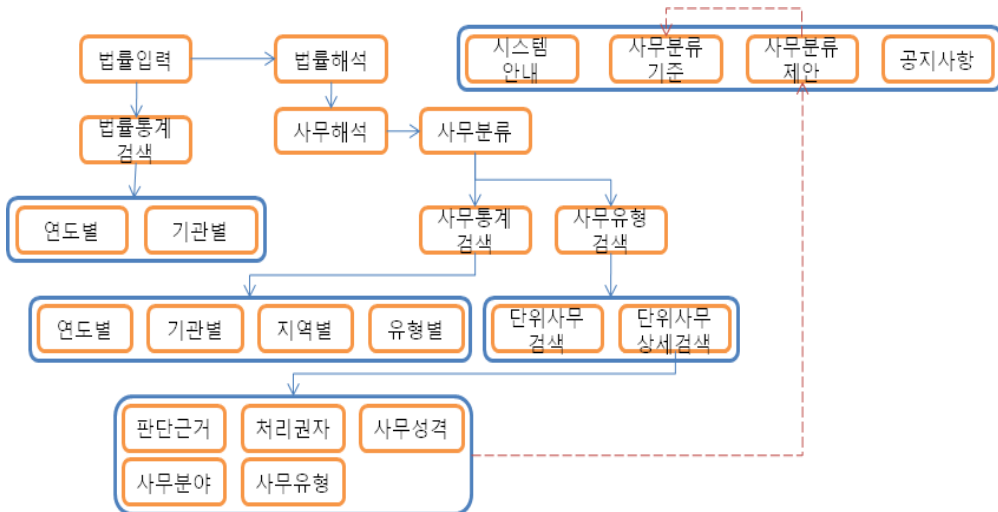 법률입력
법률해석
시스템
안내
사무분류
기준
사무분류
제안
공지사항
법률통계
검색
사무해석
사무분류
연도별
기관별
사무통계
검색
사무유형
검색
연도별
기관별
지역별
유형별
단위사무
검색
단위사무
상세검색
판단근거
처리권자
사무성격
사무분야
사무유형